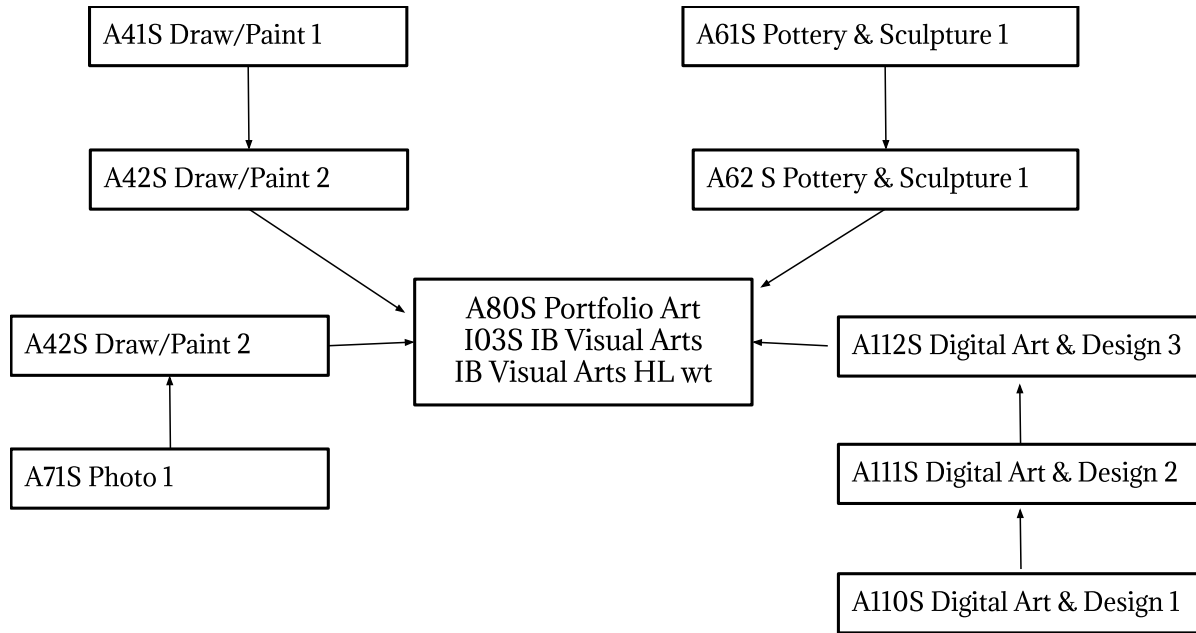 A41S Draw/Paint 1
A61S Pottery & Sculpture 1
A42S Draw/Paint 2
A62 S Pottery & Sculpture 1
A80S Portfolio Art
I03S IB Visual Arts
IB Visual Arts HL wt
A42S Draw/Paint 2
A112S Digital Art & Design 3
A71S Photo 1
A111S Digital Art & Design 2
A110S Digital Art & Design 1